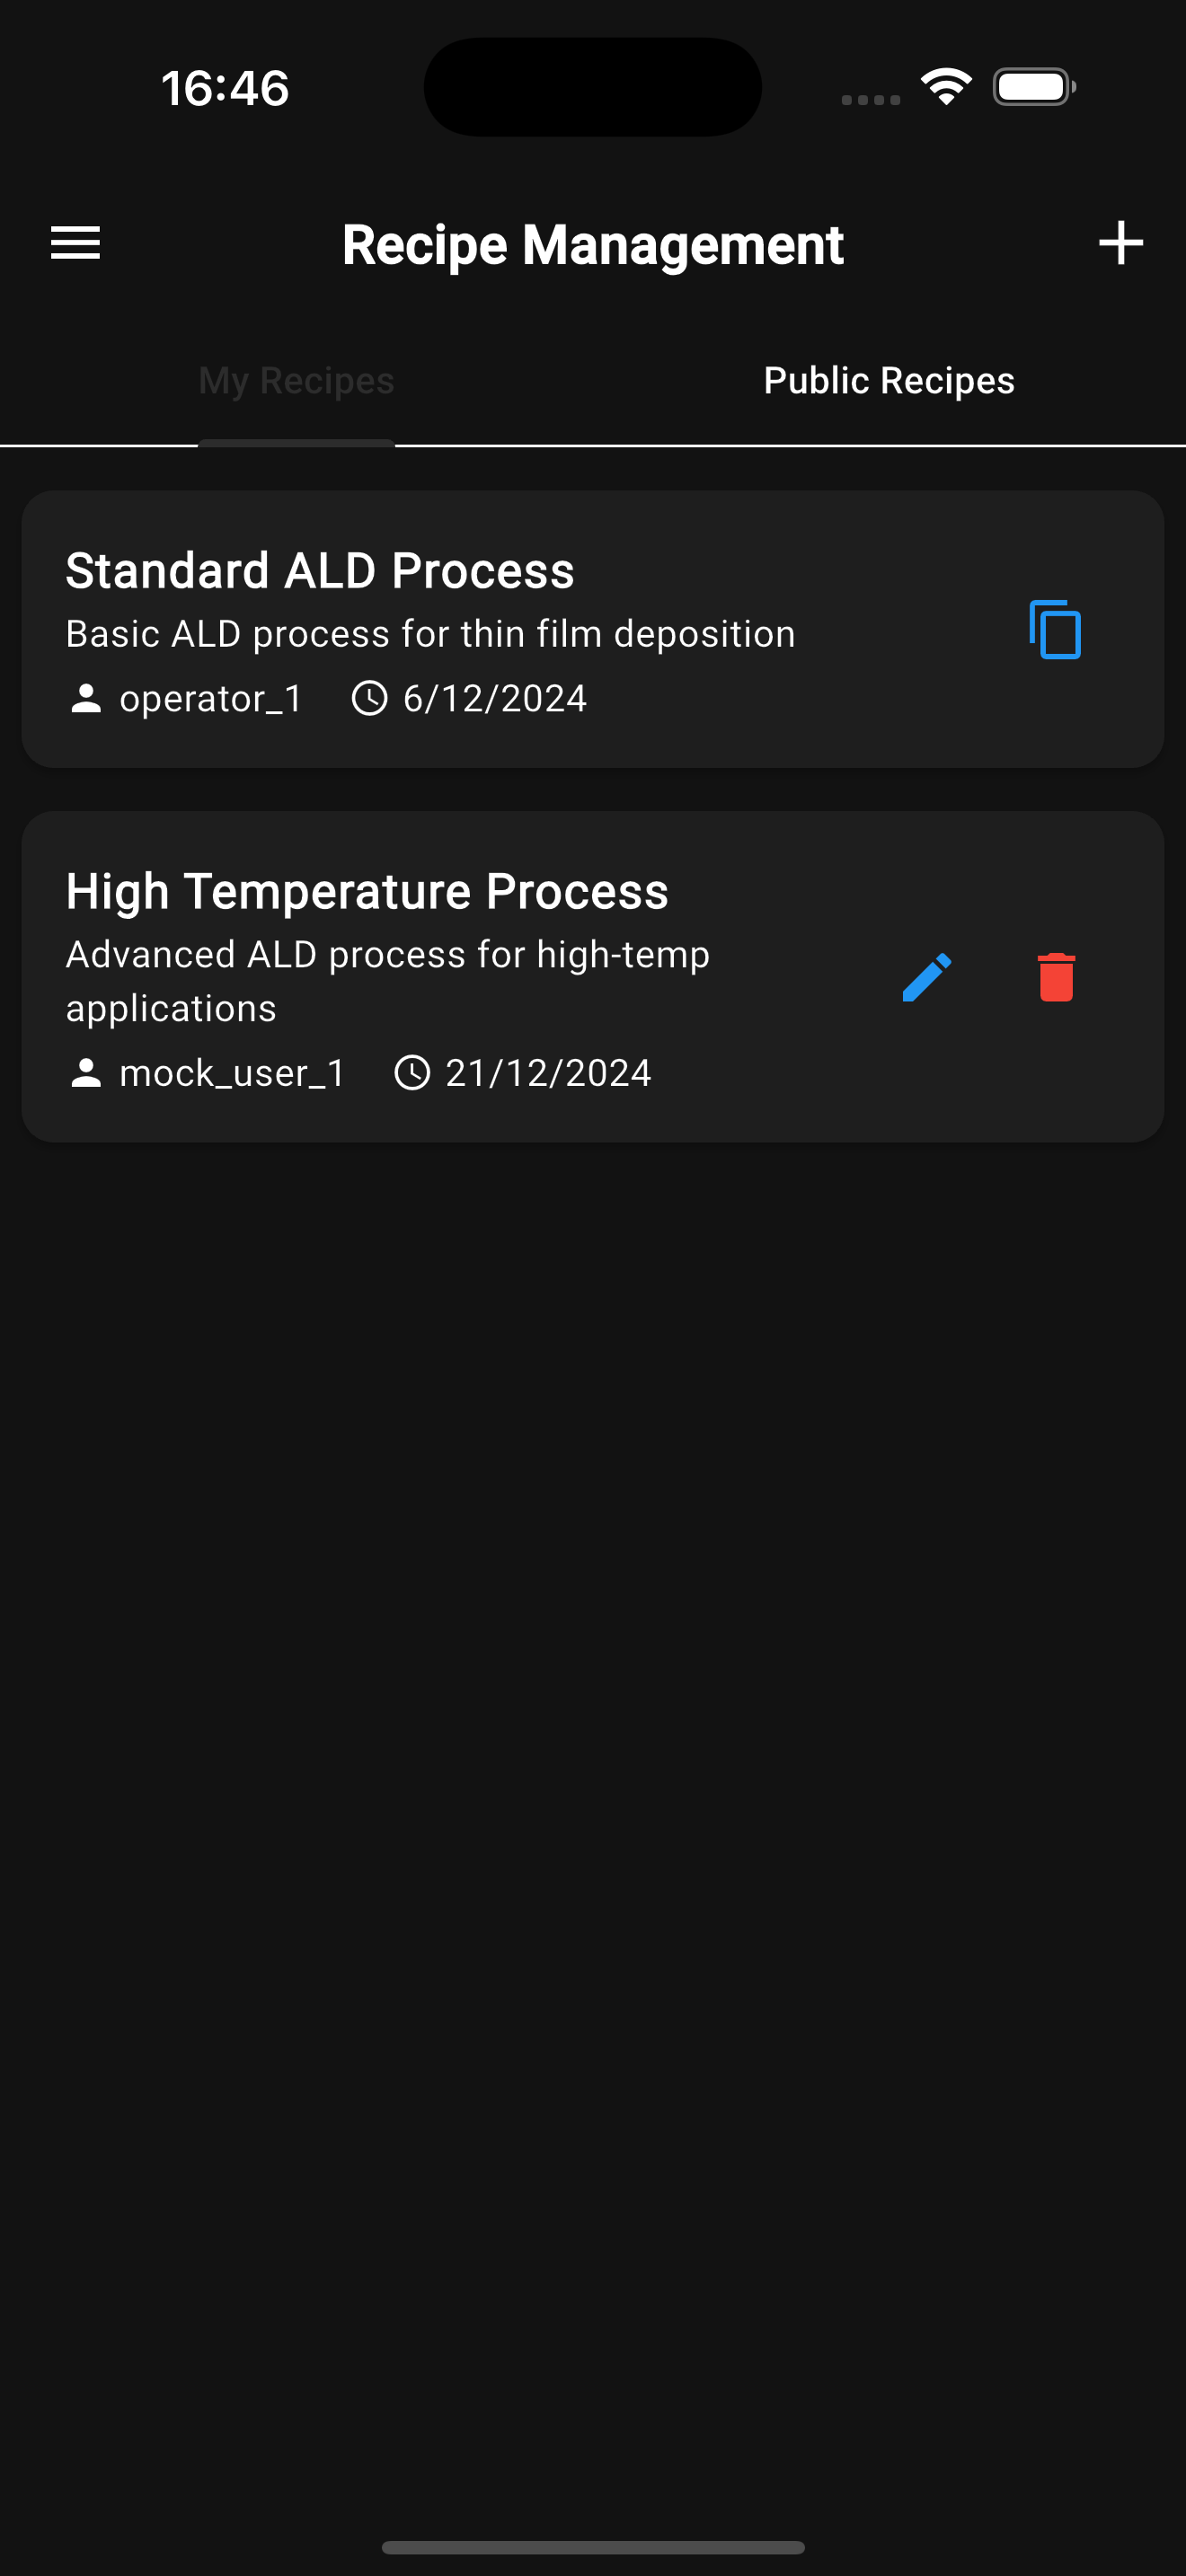 16:46
Recipe Management
My Recipes
Public Recipes
Standard ALD Process
Basic ALD process for thin film deposition
operator_1 6/12/2024
High Temperature Process
Advanced ALD process for high-temp
applications
mock_user_1 21/12/2024